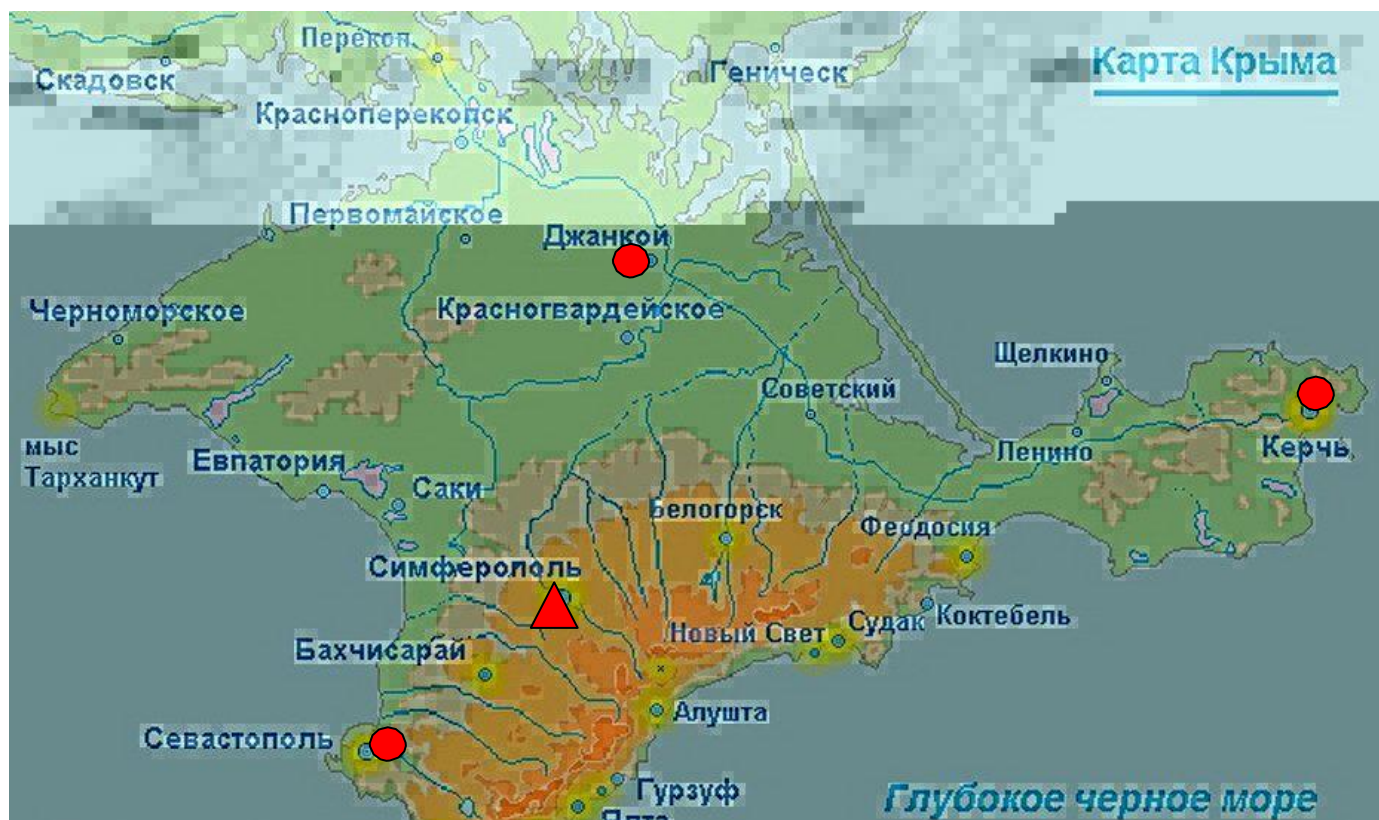 Перекоп
Скадовск
Геническ
Карта Крыма
Красноперекопск
Первомайское
Джанкой
Черноморское
Красногвардейское
Щелкино
Советский
мыс
Тарханкут
Евпатория
Саки
Ленино
Керчь
Белогорск
Феодосия
Симферололь
Новый Свет
Судак
Коктебель
Бахчисарай
Алушта
Севастополь
Гурзуф
Глубокое черное море